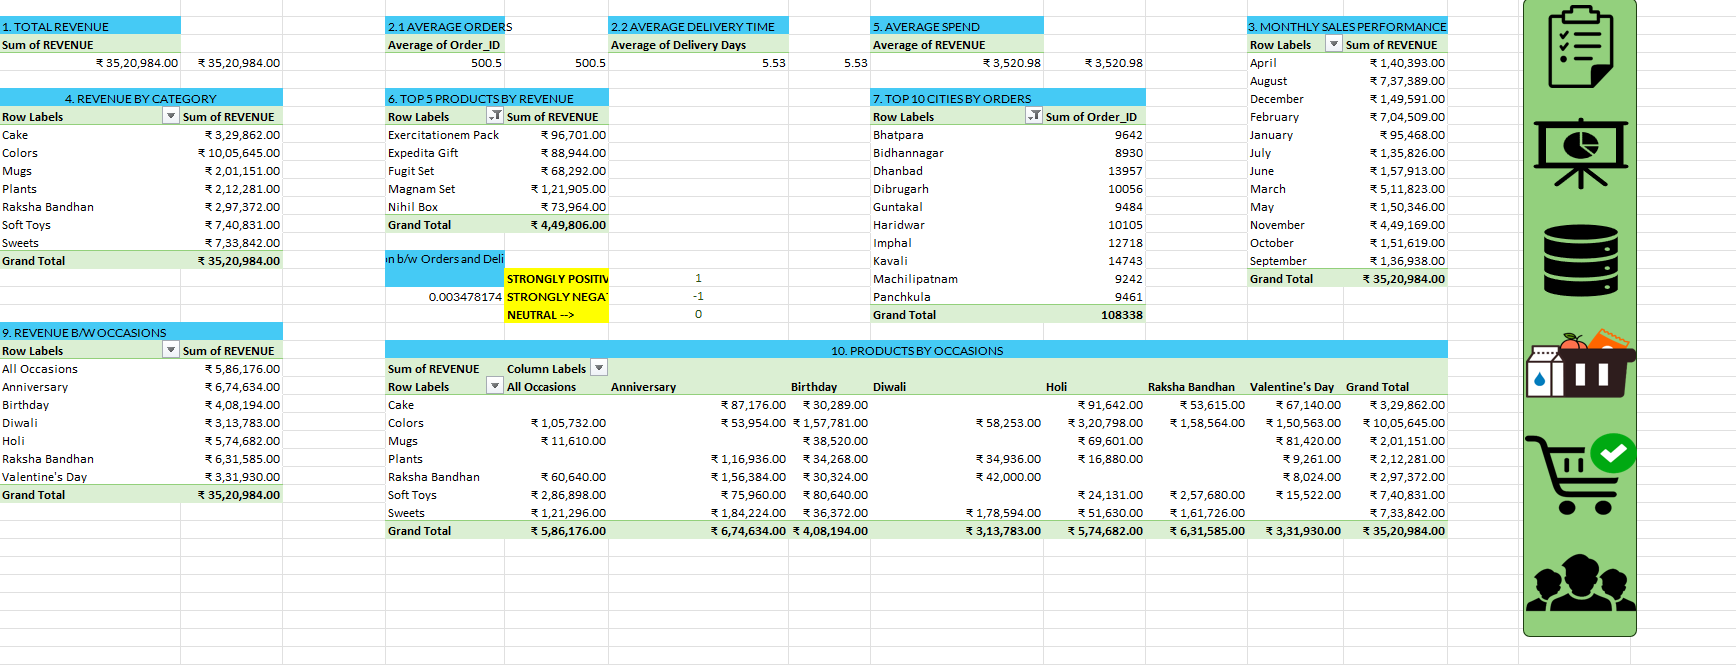 1. TOTAL REVENUE 2.1 AVERAGE ORDERS 2.2 AVERAGE DELIVERY TIME 5. AVERAGE SPEND 3. MONTHLY SALES PERFORMANCE
Sum of REVENUE Average of Order_ID Average of Delivery Days Average of REVENUE Row Labels Sum of REVENUE
₹ 35,20,984.00 ₹ 35,20,984.00 500.5 500.5 5.53 5.53 ₹ 3,520.98 ₹ 3,520.98 April ₹ 1,40,393.00
August ₹ 7,37,389.00
4. REVENUE BY CATEGORY 6. TOP 5 PRODUCTS BY REVENUE 7. TOP 10 CITIES BY ORDERS December ₹ 1,49,591.00
Row Labels Sum of REVENUE Row Labels Sum of REVENUE Row Labels Sum of Order_ID February ₹ 7,04,509.00
Cake ₹ 3,29,862.00 Exercitationem Pack ₹ 96,701.00 Bhatpara 9642 January ₹ 95,468.00
Colors ₹ 10,05,645.00 Expedita Gift ₹ 88,944.00 Bidhannagar 8930 July ₹ 1,35,826.00
Mugs ₹ 2,01,151.00 Fugit Set ₹ 68,292.00 Dhanbad 13957 June ₹ 1,57,913.00
Plants ₹ 2,12,281.00 Magnam Set ₹ 1,21,905.00 Dibrugarh 10056 March ₹ 5,11,823.00
Raksha Bandhan ₹ 2,97,372.00 Nihil Box ₹ 73,964.00 Guntakal 9484 May ₹ 1,50,346.00
Soft Toys ₹ 7,40,831.00 Grand Total ₹ 4,49,806.00 Haridwar 10105 November ₹ 4,49,169.00
Sweets ₹ 7,33,842.00 Imphal 12718 October ₹ 1,51,619.00
Grand Total ₹ 35,20,984.00 n b/w Orders and Deli Kavali 14743 September ₹ 1,36,938.00
STRONGLY POSITIV 1 Machilipatnam 9242 Grand Total ₹ 35,20,984.00
0.003478174 STRONGLY NEGA -1 Panchkula 9461
NEUTRAL --> 0 Grand Total 108338
9. REVENUE B/W OCCASIONS
Row Labels Sum of REVENUE 10. PRODUCTS BY OCCASIONS
All Occasions ₹ 5,86,176.00 Sum of REVENUE Column Labels
Anniversary ₹ 6,74,634.00 Row Labels All Occasions Anniversary Birthday Diwali Holi Raksha Bandhan Valentine's Day Grand Total
Birthday ₹ 4,08,194.00 Cake ₹ 87,176.00 ₹ 30,289.00 ₹ 91,642.00 ₹ 53,615.00 ₹ 67,140.00 ₹ 3,29,862.00
Diwali ₹ 3,13,783.00 Colors ₹ 1,05,732.00 ₹ 53,954.00 ₹ 1,57,781.00 ₹ 58,253.00 ₹ 3,20,798.00 ₹ 1,58,564.00 ₹ 1,50,563.00 ₹ 10,05,645.00
Holi ₹ 5,74,682.00 Mugs ₹ 11,610.00 ₹ 38,520.00 ₹ 69,601.00 ₹ 81,420.00 ₹ 2,01,151.00
Raksha Bandhan ₹ 6,31,585.00 Plants ₹ 1,16,936.00 ₹ 34,268.00 ₹ 34,936.00 ₹ 16,880.00 ₹ 9,261.00 ₹ 2,12,281.00
Valentine's Day ₹ 3,31,930.00 Raksha Bandhan ₹ 60,640.00 ₹ 1,56,384.00 ₹ 30,324.00 ₹ 42,000.00 ₹ 8,024.00 ₹ 2,97,372.00
Grand Total ₹ 35,20,984.00 Soft Toys ₹ 2,86,898.00 ₹ 75,960.00 ₹ 80,640.00 ₹ 24,131.00 ₹ 2,57,680.00 ₹ 15,522.00 ₹ 7,40,831.00
Sweets ₹ 1,21,296.00 ₹ 1,84,224.00 ₹ 36,372.00 ₹ 1,78,594.00 ₹ 51,630.00 ₹ 1,61,726.00 ₹ 7,33,842.00
Grand Total ₹ 5,86,176.00 ₹ 6,74,634.00 ₹ 4,08,194.00 ₹ 3,13,783.00 ₹ 5,74,682.00 ₹ 6,31,585.00 ₹ 3,31,930.00 ₹ 35,20,984.00